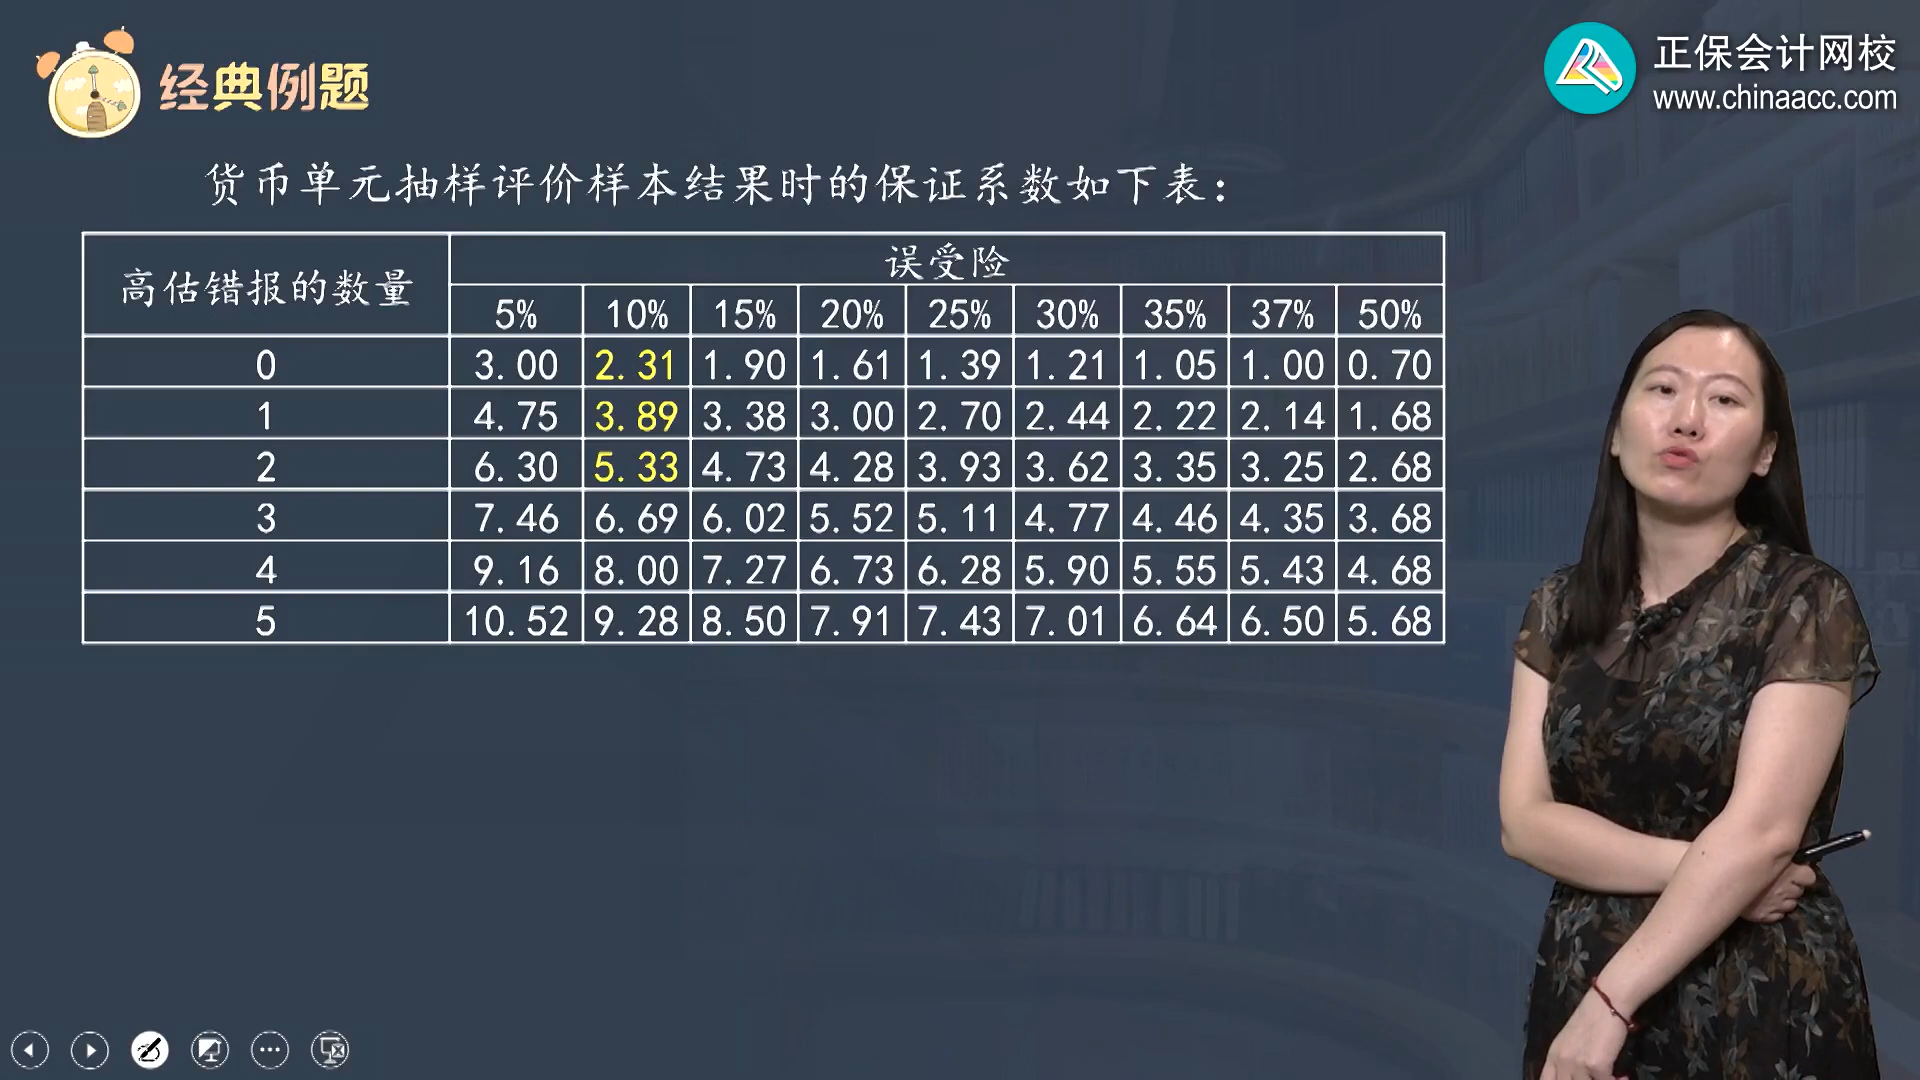 经典例题
正保会计网校
www.chinaacc.com
货币单元抽样评价样本结果时的保证系数如下表：
高估错报的数量 误受险
5% 10% 15% 20% 25% 30% 35% 37% 50%
0 3.00 2.31 1.90 1.61 1.39 1.21 1.05 1.00 0.70
1 4.75 3.89 3.38 3.00 2.70 2.44 2.22 2.14 1.68
2 6.30 5.33 4.73 4.28 3.93 3.62 3.35 3.25 2.68
3 7.46 6.69 6.02 5.52 5.11 4.77 4.46 4.35 3.68
4 9.16 8.00 7.27 6.73 6.28 5.90 5.55 5.43 4.68
5 10.52 9.28 8.50 7.91 7.43 7.01 6.64 6.50 5.68